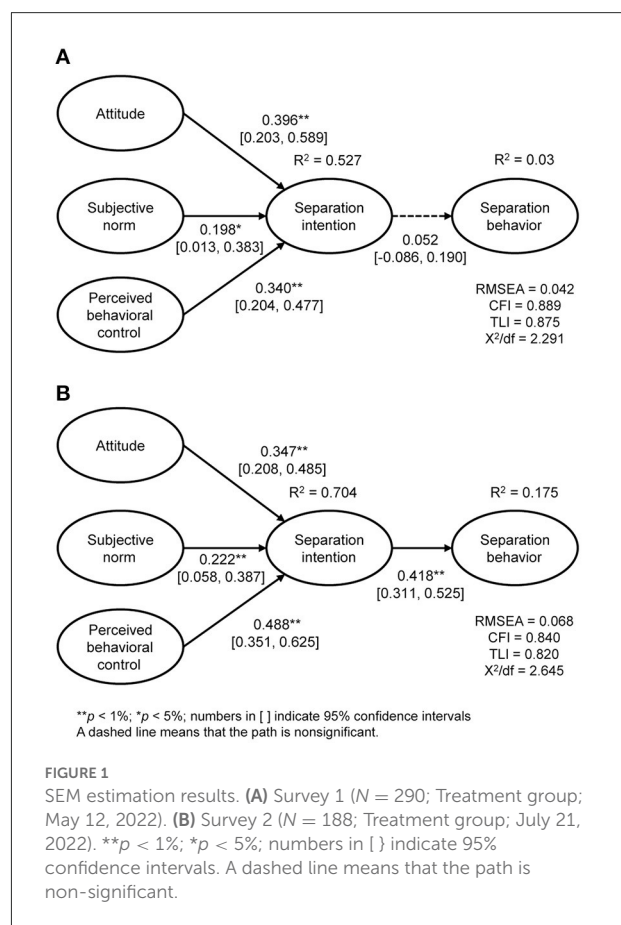 A
Attitude
0.396**
[0.203, 0.589]
R² = 0.527
R² = 0.03
Subjective
norm
0.198*
[0.013, 0.383]
Separation
intention
0.052
[-0.086, 0.190]
Separation
behavior
Perceived
behavioral
control
0.340**
[0.204, 0.477]
RMSEA = 0.042
CFI = 0.889
TLI = 0.875
X²/df = 2.291
B
Attitude
0.347**
[0.208, 0.485]
R² = 0.704
R² = 0.175
Subjective
norm
0.222**
[0.058, 0.387]
Separation
intention
0.418**
[0.311, 0.525]
Separation
behavior
Perceived
behavioral
control
0.488**
[0.351, 0.625]
RMSEA = 0.068
CFI = 0.840
TLI = 0.820
X²/df = 2.645
**p < 1%; *p < 5%; numbers in [ ] indicate 95% confidence intervals
A dashed line means that the path is nonsignificant.
FIGURE 1
SEM estimation results. (A) Survey 1 (N = 290; Treatment group;
May 12, 2022). (B) Survey 2 (N = 188; Treatment group; July 21,
2022). **p < 1%; *p < 5%; numbers in [ } indicate 95%
confidence intervals. A dashed line means that the path is
non-significant.